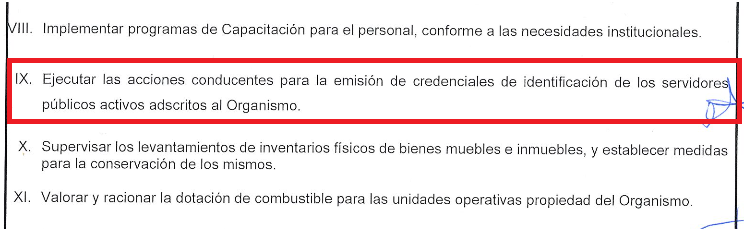 VIII. Implementar programas de Capacitación para el personal, conforme a las necesidades institucionales.
IX. Ejecutar las acciones conducentes para la emisión de credenciales de identificación de los servidores
públicos activos adscritos al Organismo.
X. Supervisar los levantamientos de inventarios físicos de bienes muebles e inmuebles, y establecer medidas
para la conservación de los mismos.
XI. Valorar y racionar la dotación de combustible para las unidades operativas propiedad del Organismo.